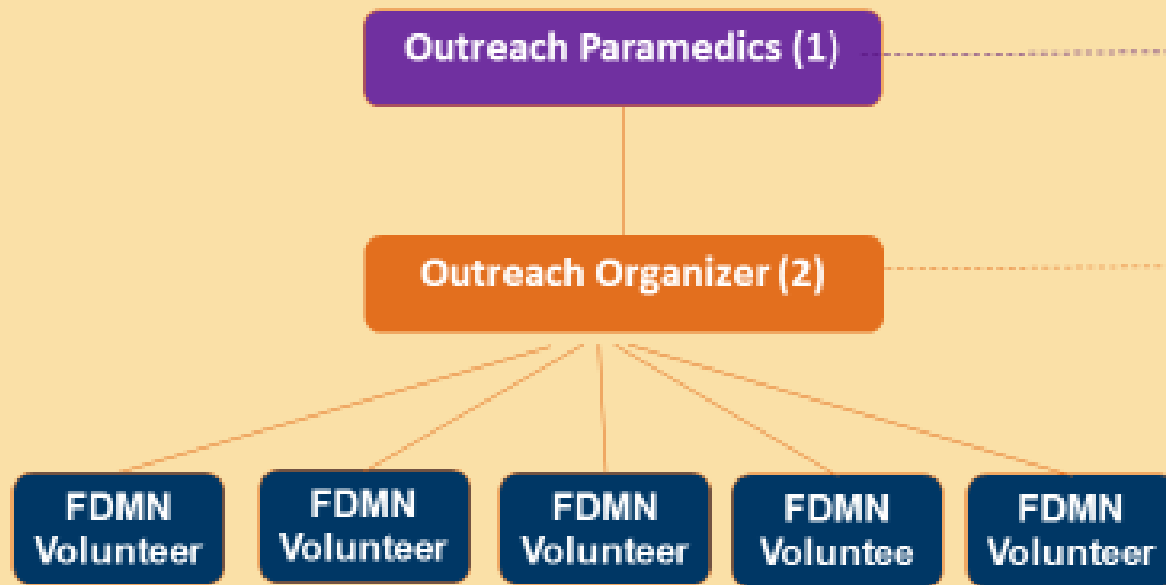 Outreach Paramedics (1)
Outreach Organizer (2)
FDMN
Volunteer
FDMN
Volunteer
FDMN
Volunteer
FDMN
Voluntee
FDMN
Volunteer